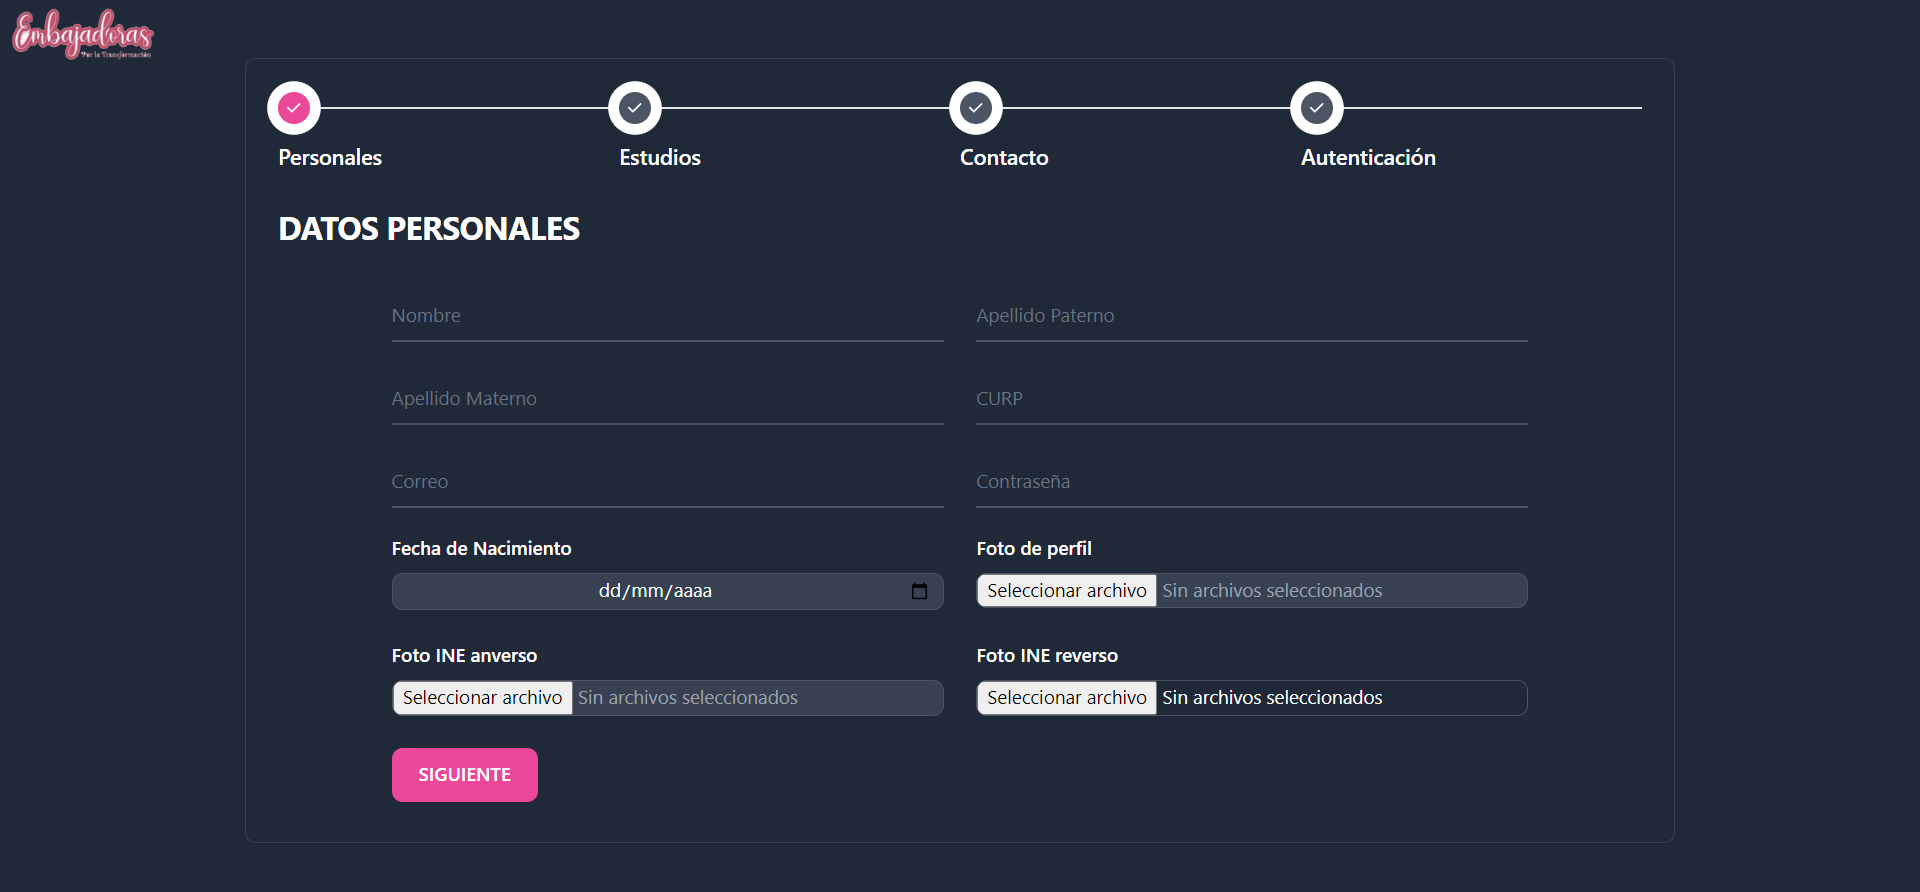 Embajadoras
Por la Transformación
Personales
Estudios
Contacto
Autenticación
DATOS PERSONALES
Nombre
Apellido Paterno
Apellido Materno
CURP
Correo
Contraseña
Fecha de Nacimiento
Foto de perfil
dd/mm/aaaa
Seleccionar archivo Sin archivos seleccionados
Foto INE anverso
Foto INE reverso
Seleccionar archivo Sin archivos seleccionados
Seleccionar archivo Sin archivos seleccionados
SIGUIENTE